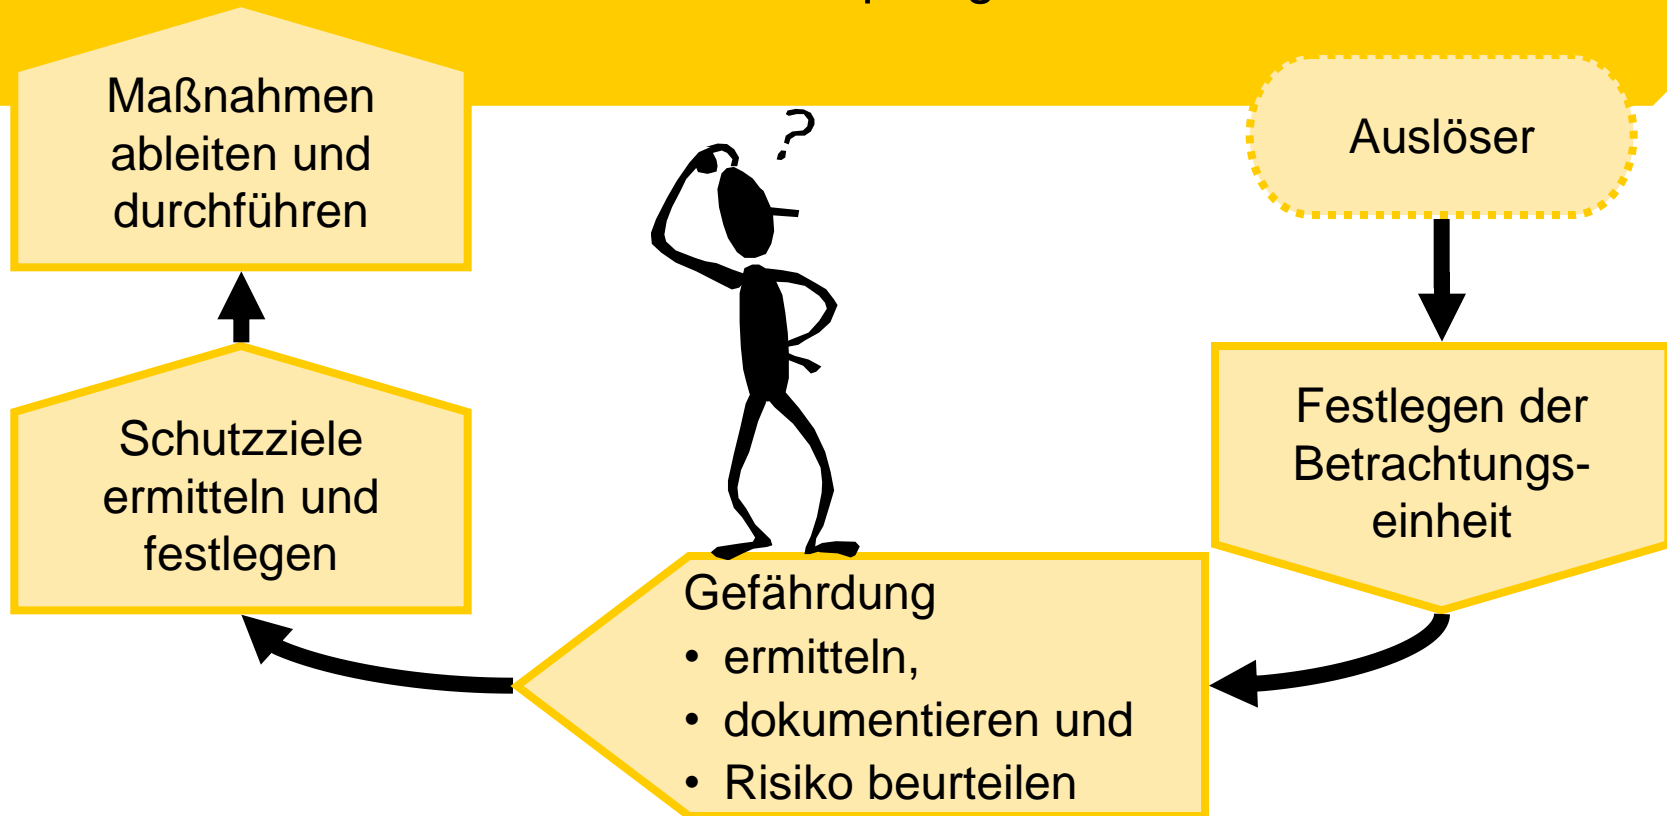 Maßnahmen
ableiten und
durchführen
?
Auslöser
Festlegen der
Betrachtungs-
einheit
Schutzziele
ermitteln und
festlegen
Gefährdung
• ermitteln,
• dokumentieren und
• Risiko beurteilen